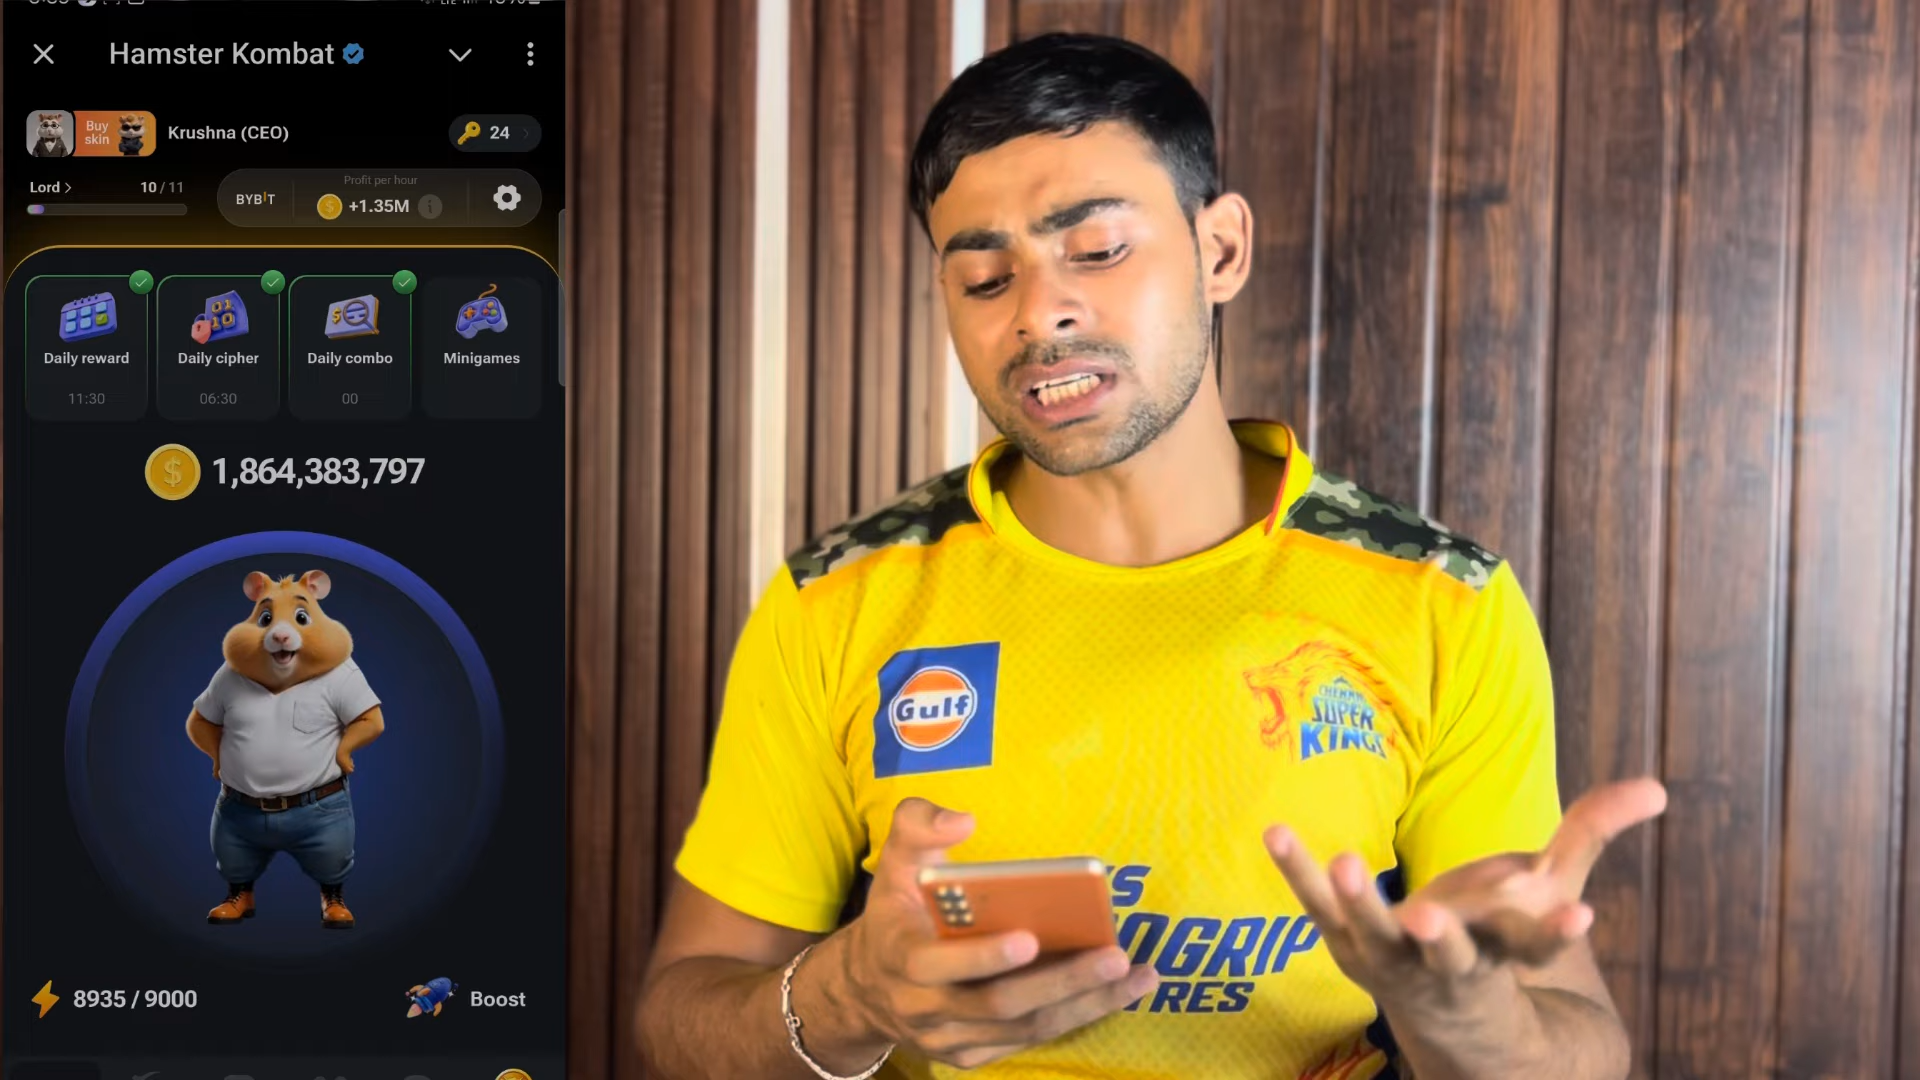 Hamster Kombat
Buy skin
Krushna (CEO)
24
Lord >
10 / 11
BYBIT
Profit per hour
+1.35M
Daily reward
11:30
Daily cipher
06:30
Daily combo
00
Minigames
1,864,383,797
8935 / 9000
Boost
Gulf
CHENNAI
SUPER
KINGS